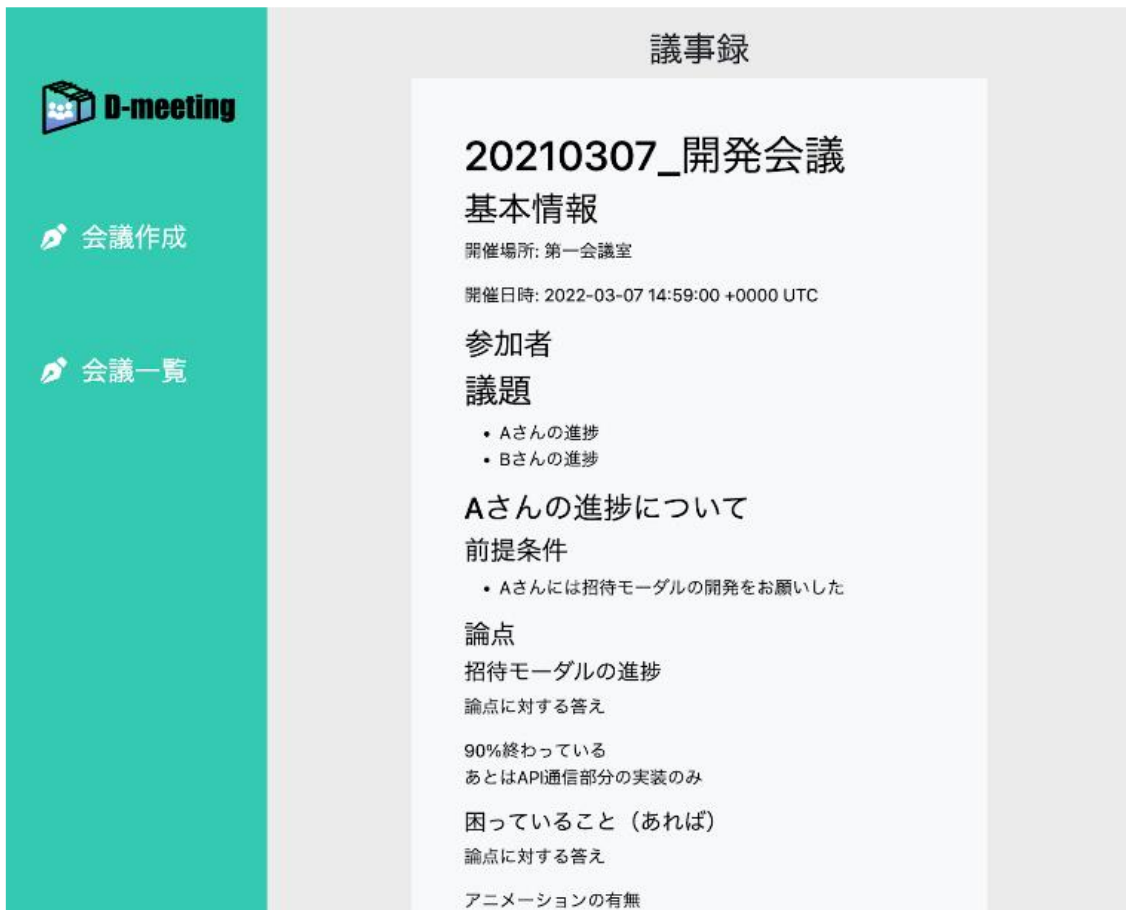 D-meeting
会議作成
会議一覧
議事録
20210307_開発会議
基本情報
開催場所: 第一会議室
開催日時: 2022-03-07 14:59:00 +0000 UTC
参加者
議題
• Aさんの進捗
• Bさんの進捗
Aさんの進捗について
前提条件
• Aさんには招待モーダルの開発をお願いした
論点
招待モーダルの進捗
論点に対する答え
90%終わっている
あとはAPI通信部分の実装のみ
困っていること（あれば）
論点に対する答え
アニメーションの有無